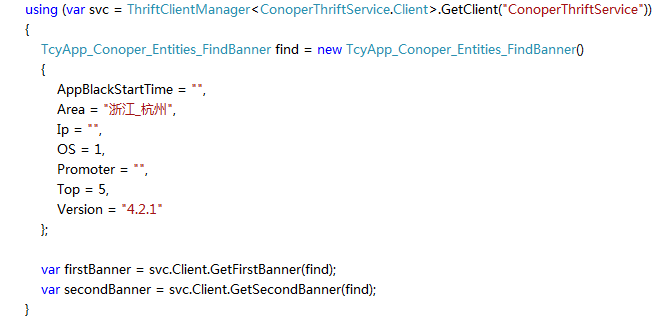 using (var svc = ThriftClientManager<ConoperThriftService.Client>.GetClient("ConoperThriftService"))
{
    TcyApp_Conoper_Entities_FindBanner find = new TcyApp_Conoper_Entities_FindBanner()
    {
        AppBlackStartTime = "",
        Area = "浙江_杭州",
        Ip = "",
        OS = 1,
        Promoter = "",
        Top = 5,
        Version = "4.2.1"
    };

    var firstBanner = svc.Client.GetFirstBanner(find);
    var secondBanner = svc.Client.GetSecondBanner(find);
}